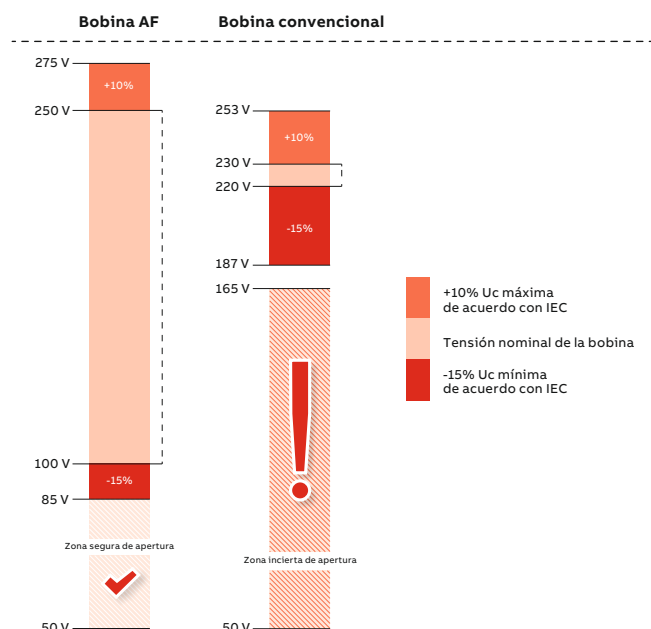 Bobina AF
Bobina convencional
275 V
+10%
250 V
100 V
-15%
85 V
Zona segura de apertura
50 V
253 V
+10%
230 V
220 V
-15%
187 V
165 V
!
Zona incierta de apertura
50 V
+10% Uc máxima
de acuerdo con IEC
Tensión nominal de la bobina
-15% Uc mínima
de acuerdo con IEC